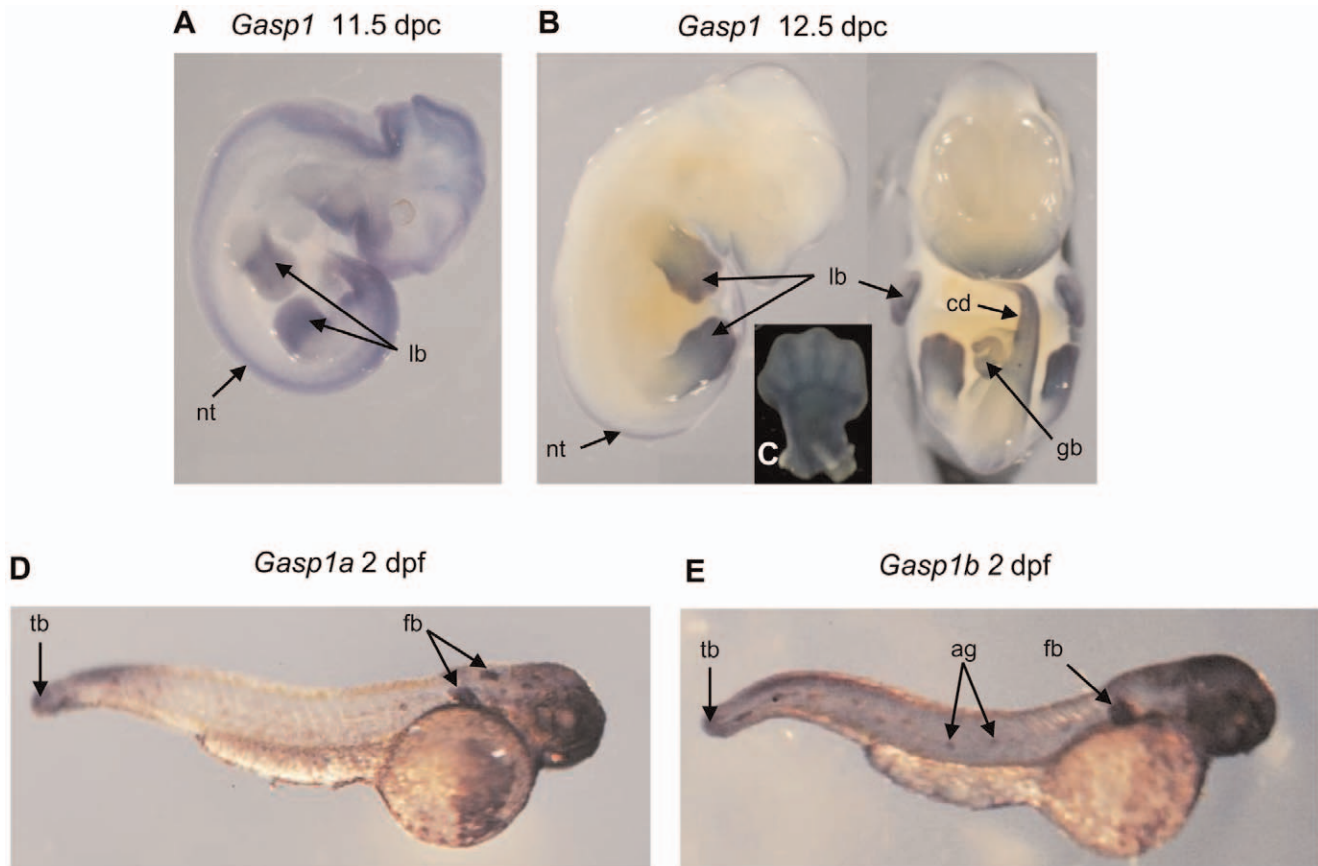 A Gasp1 11.5 dpc
B Gasp1 12.5 dpc
lb
nt
lb
cd
nt
C
gb
D Gasp1a 2 dpf
E Gasp1b 2 dpf
tb
fb
tb
ag
fb